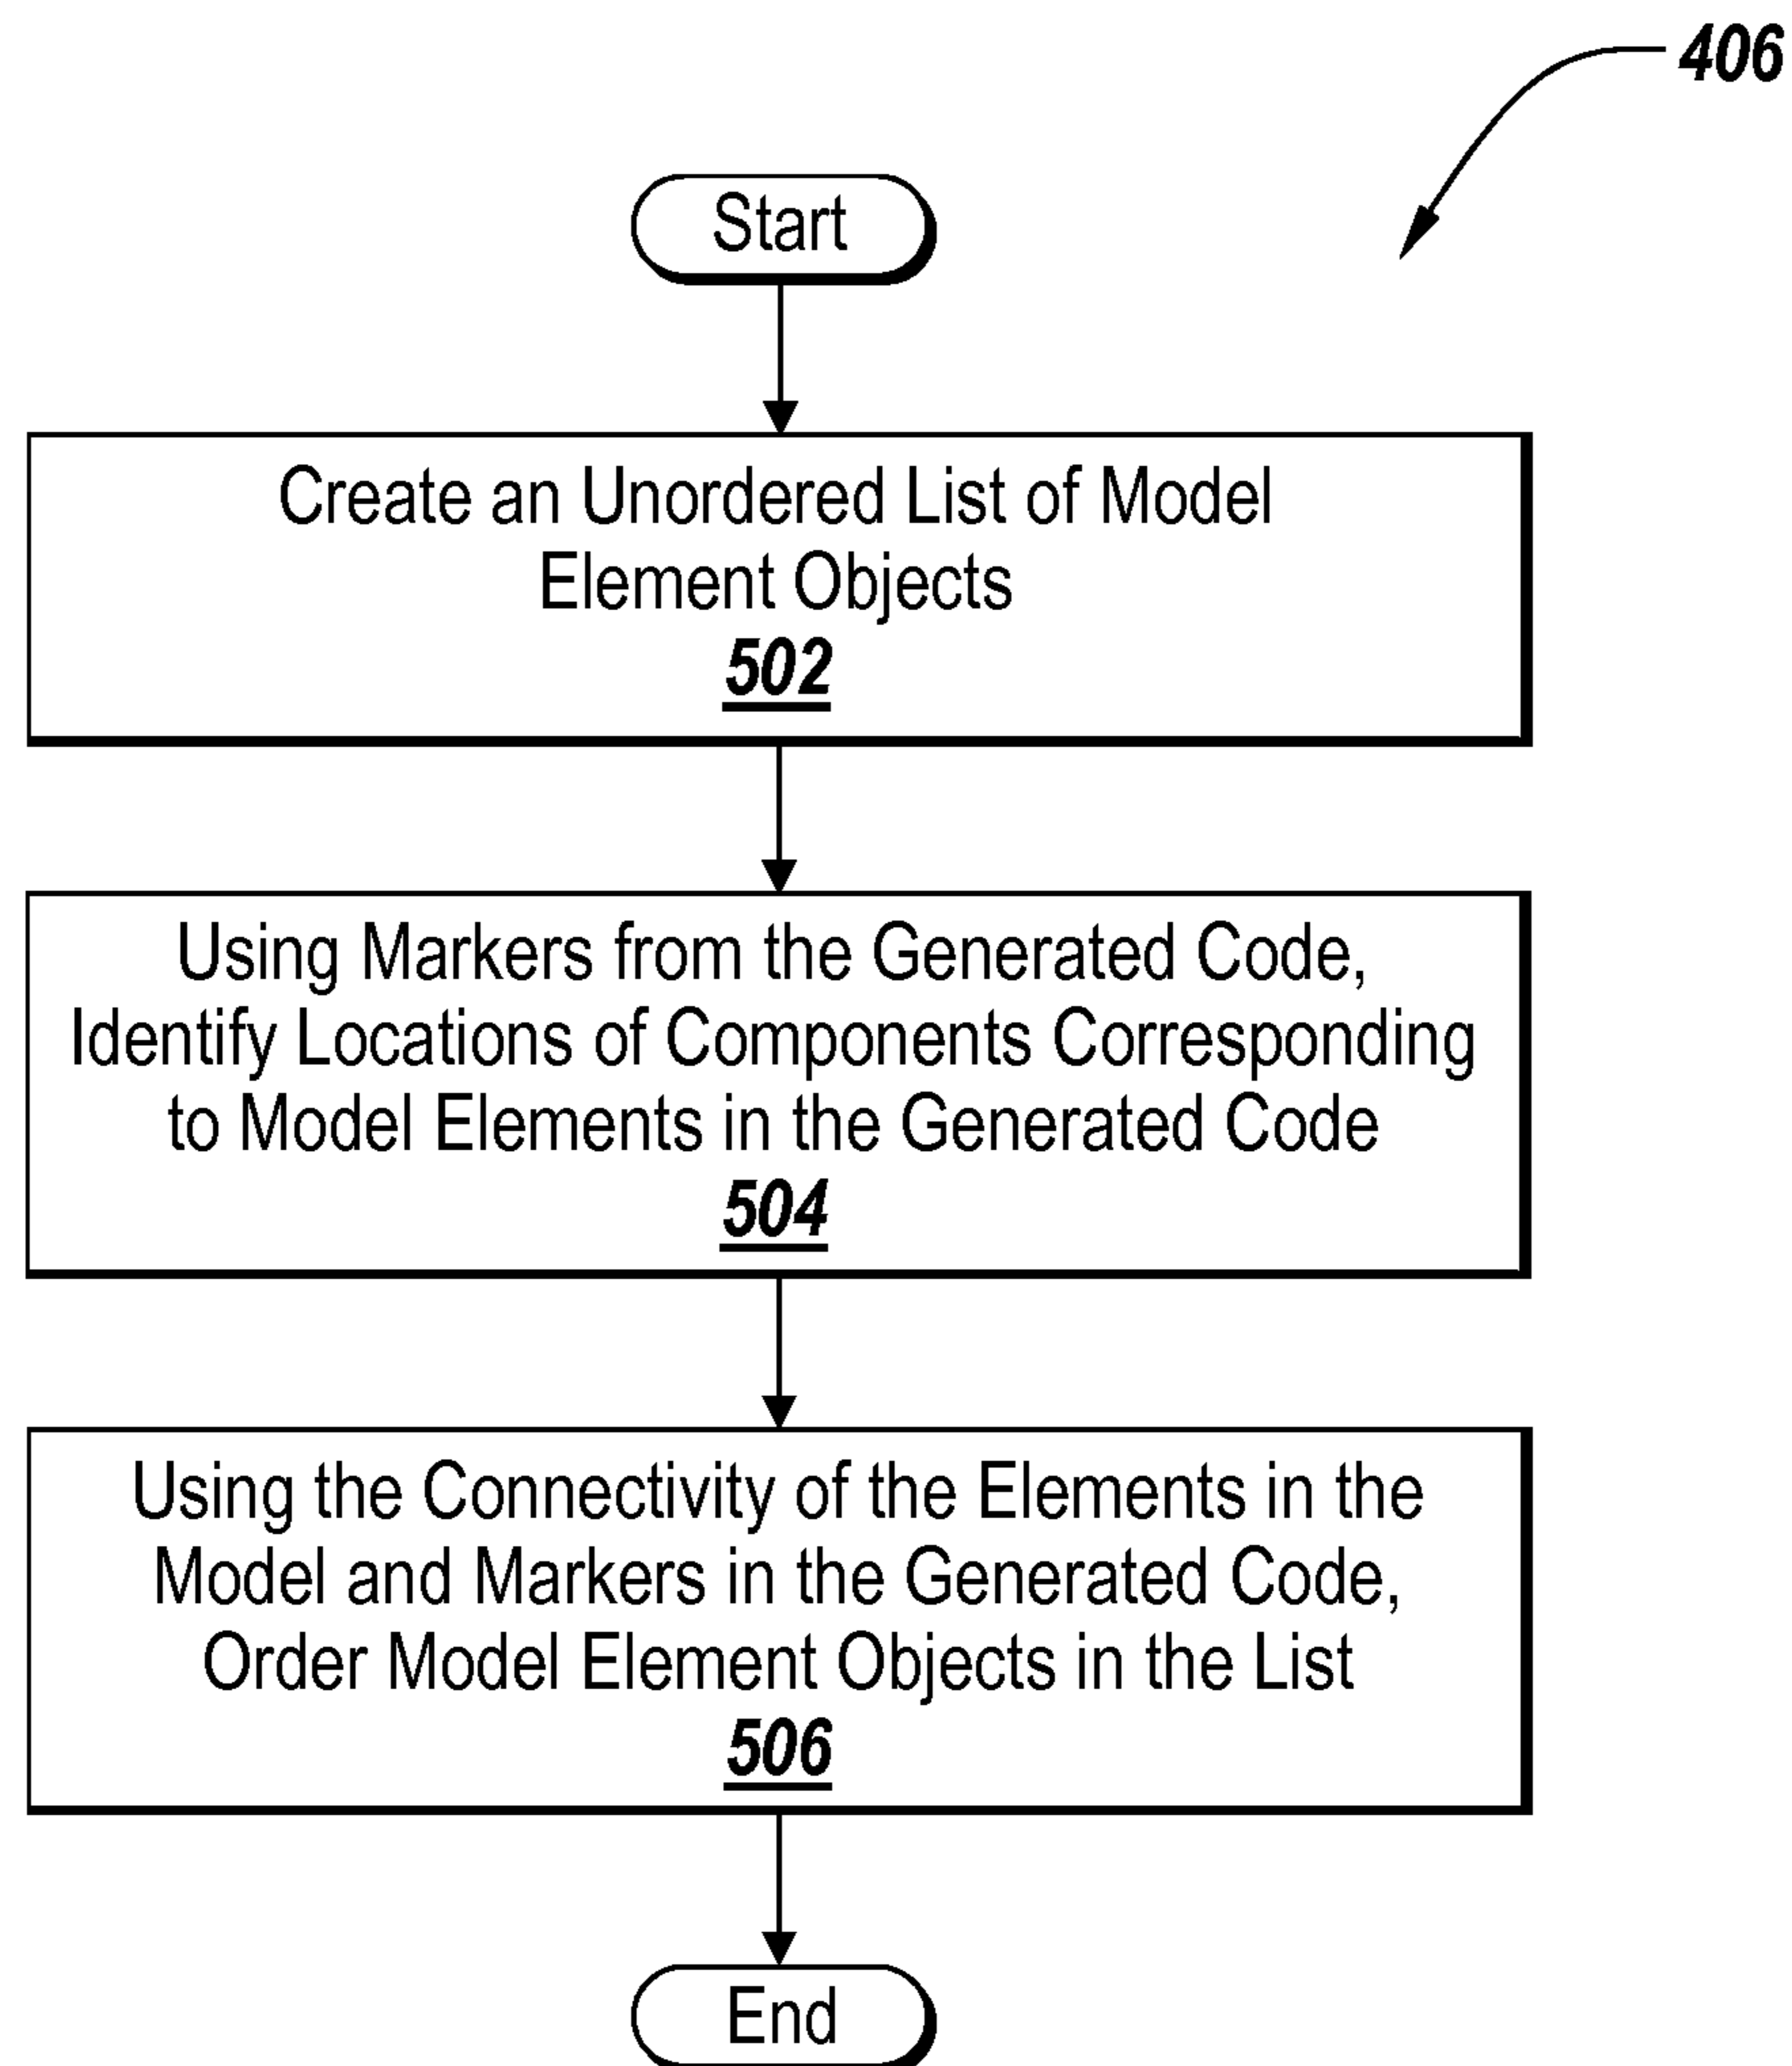 406
Start
Create an Unordered List of Model
Element Objects
502
Using Markers from the Generated Code,
Identify Locations of Components Corresponding
to Model Elements in the Generated Code
504
Using the Connectivity of the Elements in the
Model and Markers in the Generated Code,
Order Model Element Objects in the List
506
End